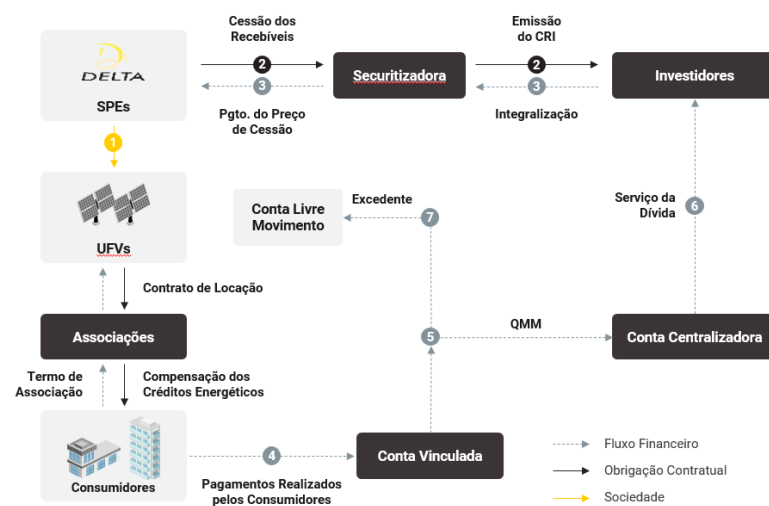 Cessão dos
Recebíveis
2
3
Pgto. do Preço
de Cessão
DELTA
SPEs
Securitizadora
Emissão
do CRI
2
3
Integralização
Investidores
1
UFVs
Conta Livre
Movimento
Excedente
7
Serviço da
Dívida
6
Contrato de Locação
Associações
5
QMM
Conta Centralizadora
Termo de
Associação
Compensação dos
Créditos Energéticos
Consumidores
4
Pagamentos Realizados
pelos Consumidores
Conta Vinculada
Fluxo Financeiro
Obrigação Contratual
Sociedade